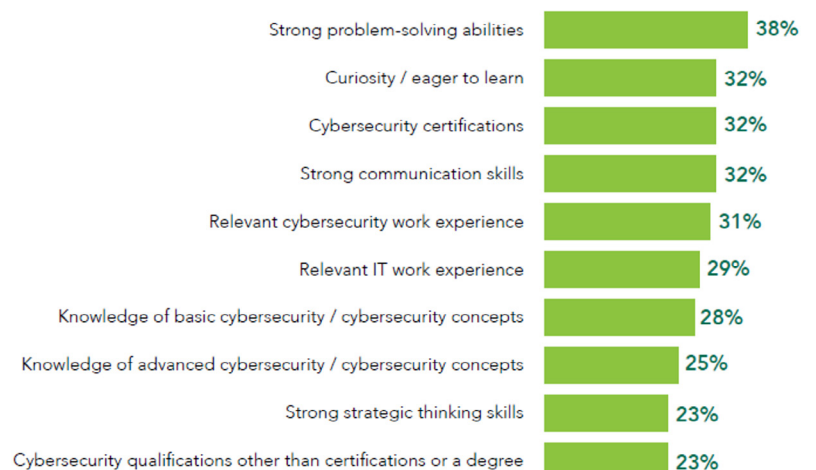 Strong problem-solving abilities 38%
Curiosity / eager to learn 32%
Cybersecurity certifications 32%
Strong communication skills 32%
Relevant cybersecurity work experience 31%
Relevant IT work experience 29%
Knowledge of basic cybersecurity / cybersecurity concepts 28%
Knowledge of advanced cybersecurity / cybersecurity concepts 25%
Strong strategic thinking skills 23%
Cybersecurity qualifications other than certifications or a degree 23%